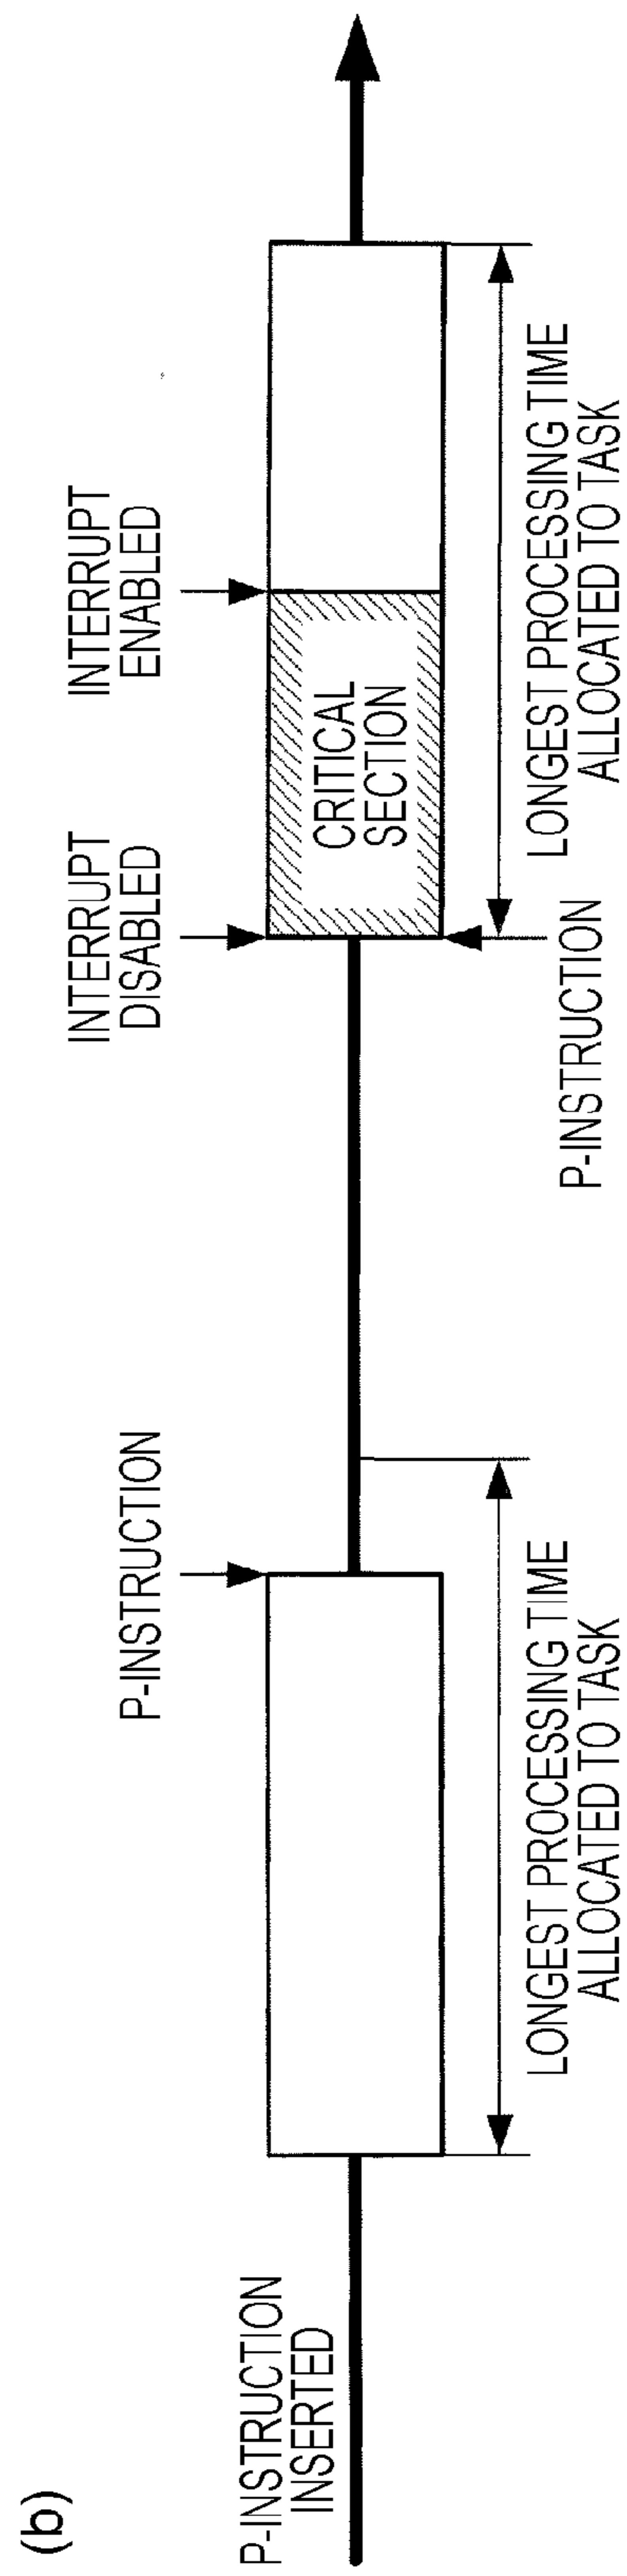 (b)
P-INSTRUCTION
INSERTED
P-INSTRUCTION
INTERRUPT
DISABLED
INTERRUPT
ENABLED
CRITICAL
SECTION
LONGEST PROCESSING TIME
ALLOCATED TO TASK
P-INSTRUCTION
LONGEST PROCESSING TIME
ALLOCATED TO TASK